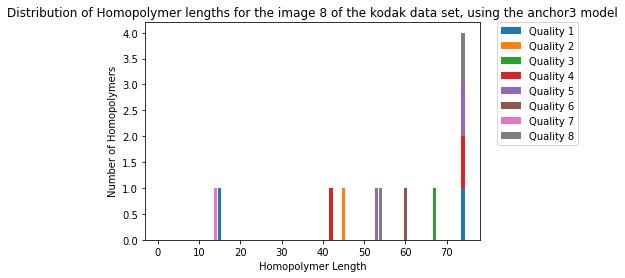 Distribution of Homopolymer lengths for the image 8 of the kodak data set, using the anchor3 model
4.0
3.5
3.0
2.5
2.0
1.5
1.0
0.5
0.0
Number of Homopolymers
0 10 20 30 40 50 60 70
Homopolymer Length
Quality 1
Quality 2
Quality 3
Quality 4
Quality 5
Quality 6
Quality 7
Quality 8